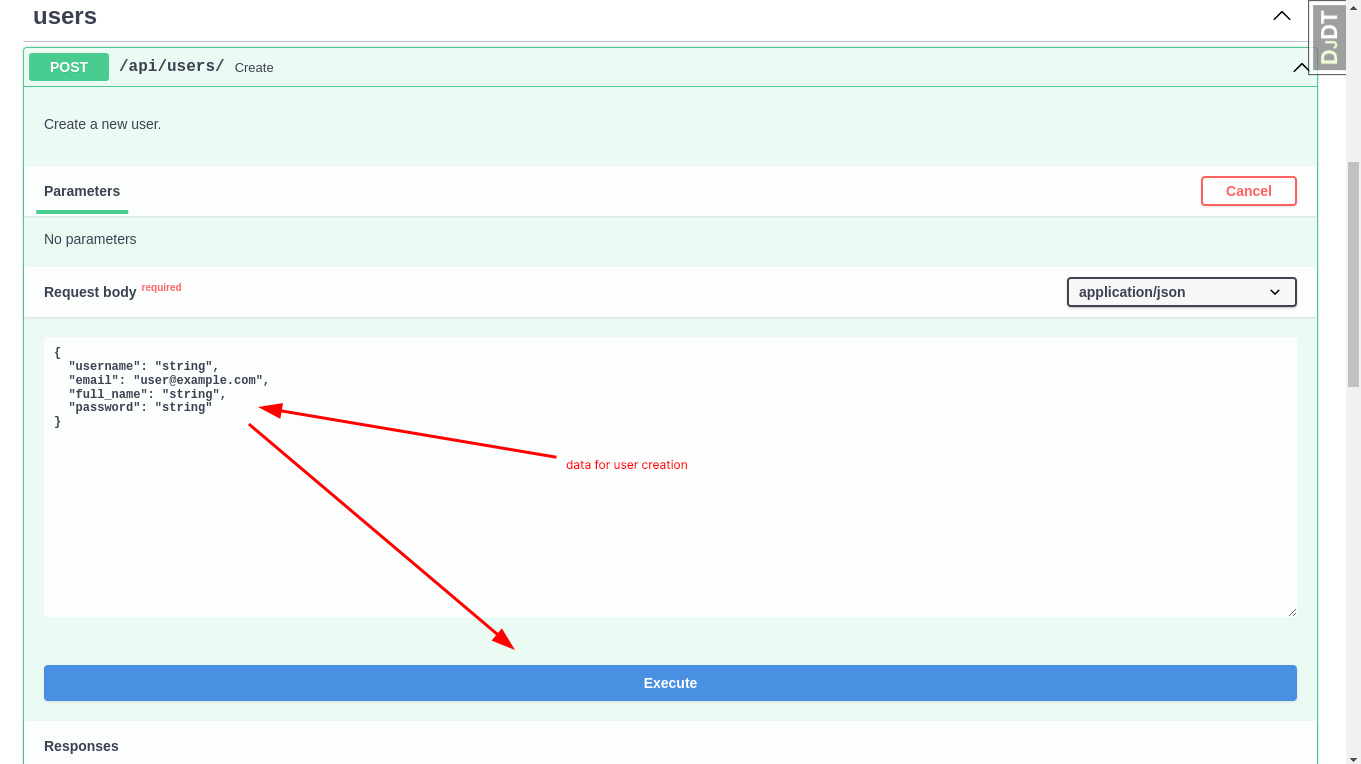 users
DJDT
POST /api/users/ Create
Create a new user.
Parameters
Cancel
No parameters
Request body required
application/json
{
  "username": "string",
  "email": "user@example.com",
  "full_name": "string",
  "password": "string"
}
data for user creation
Execute
Responses